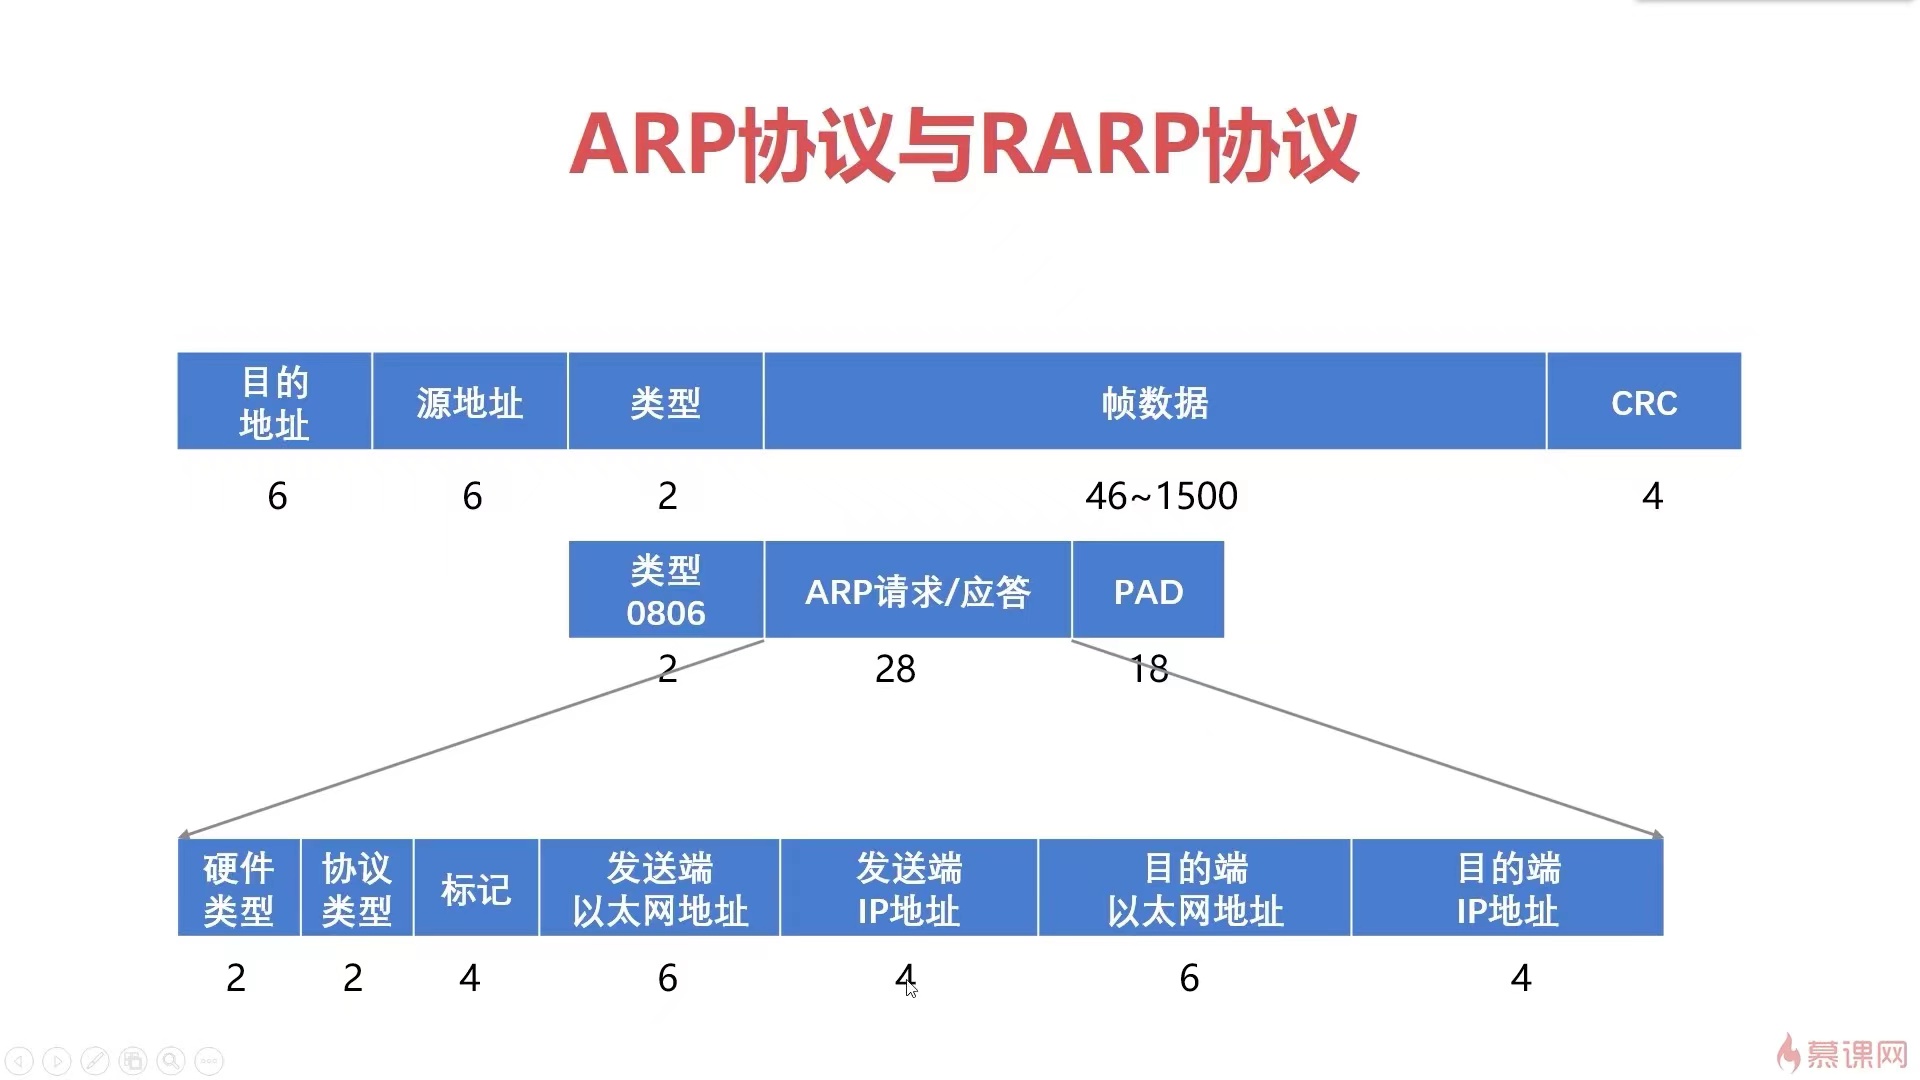 ARP协议与RARP协议
目的
地址
源地址
类型
帧数据
CRC
6
6
2
46~1500
4
类型
0806
ARP请求/应答
PAD
2
28
18
硬件
类型
协议
类型
标记
发送端
以太网地址
发送端
IP地址
目的端
以太网地址
目的端
IP地址
2
2
4
6
4
6
4
慕课网